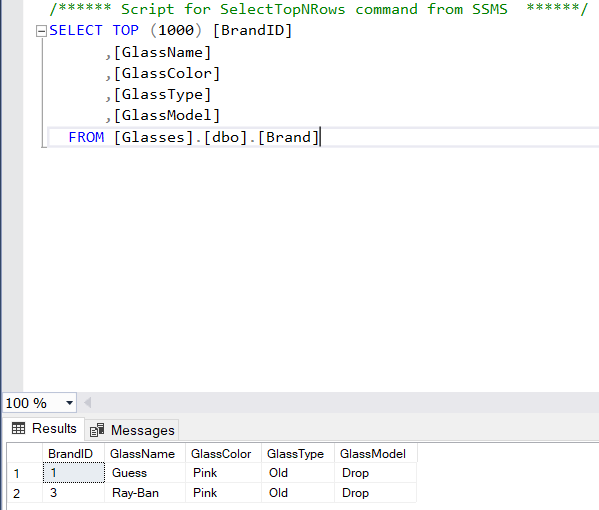 /****** Script for SelectTopNRows command from SSMS  ******/
SELECT TOP (1000) [BrandID]
      ,[GlassName]
      ,[GlassColor]
      ,[GlassType]
      ,[GlassModel]
  FROM [Glasses].[dbo].[Brand]
100 %
Results Messages
BrandID GlassName GlassColor GlassType GlassModel
1 1 Guess Pink Old Drop
2 3 Ray-Ban Pink Old Drop